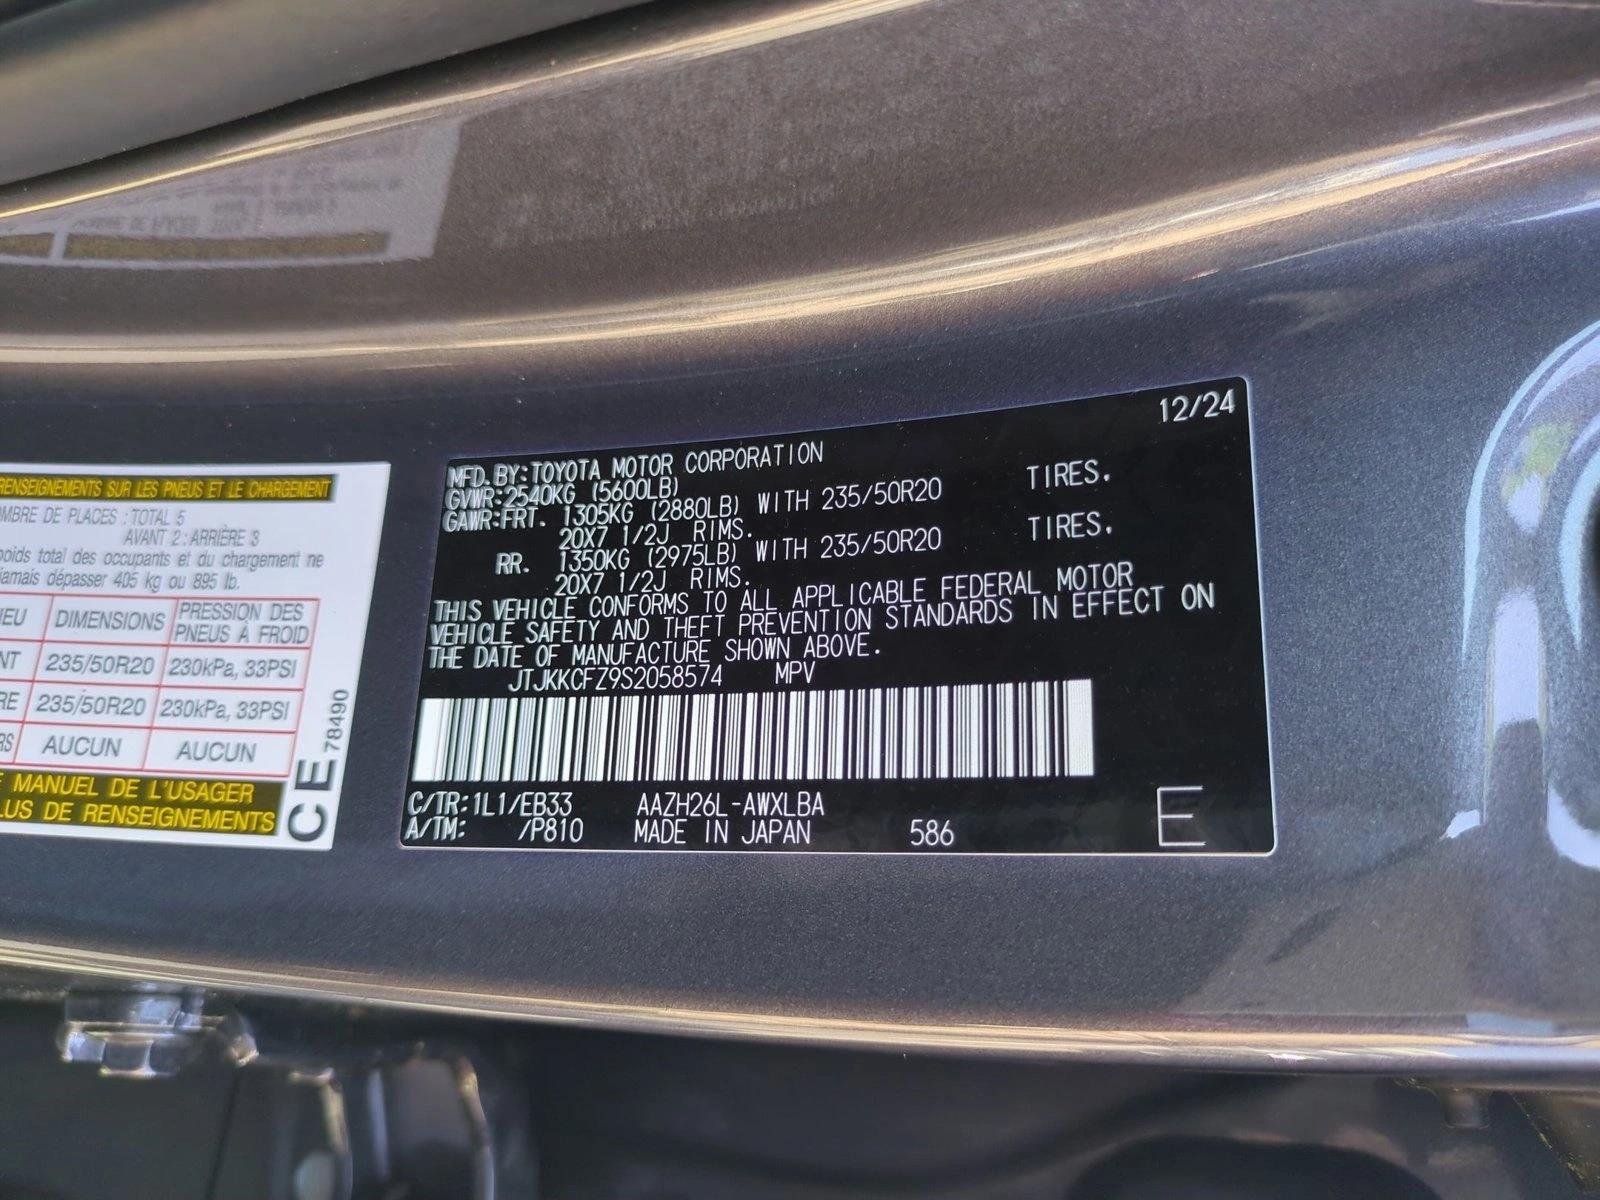 RENSEIGNEMENTS SUR LES PNEUS ET LE CHARGEMENT
MBRE DE PLACES : TOTAL 5
AVANT 2 : ARRIÈRE 3
poids total des occupants et du chargement ne
jamais dépasser 405 kg ou 895 lb.
IEU DIMENSIONS PRESSION DES PNEUS À FROID
NT 235/50R20 230kPa, 33PSI
RE 235/50R20 230kPa, 33PSI
RS AUCUN AUCUN
E MANUEL DE L'USAGER
LUS DE RENSEIGNEMENTS
CE 78490
12/24
MFD. BY: TOYOTA MOTOR CORPORATION
GVWR: 2540KG (5600LB)
GAWR: FRT. 1305KG (2880LB) WITH 235/50R20 TIRES.
20X7 1/2J RIMS.
RR. 1350KG (2975LB) WITH 235/50R20 TIRES.
20X7 1/2J RIMS.
THIS VEHICLE CONFORMS TO ALL APPLICABLE FEDERAL MOTOR
VEHICLE SAFETY AND THEFT PREVENTION STANDARDS IN EFFECT ON
THE DATE OF MANUFACTURE SHOWN ABOVE.
JTJKKCFZ9S2058574 MPV
C/TR: 1L1/EB33 AAZH26L-AWXLBA
A/TM: /P810 MADE IN JAPAN 586 E